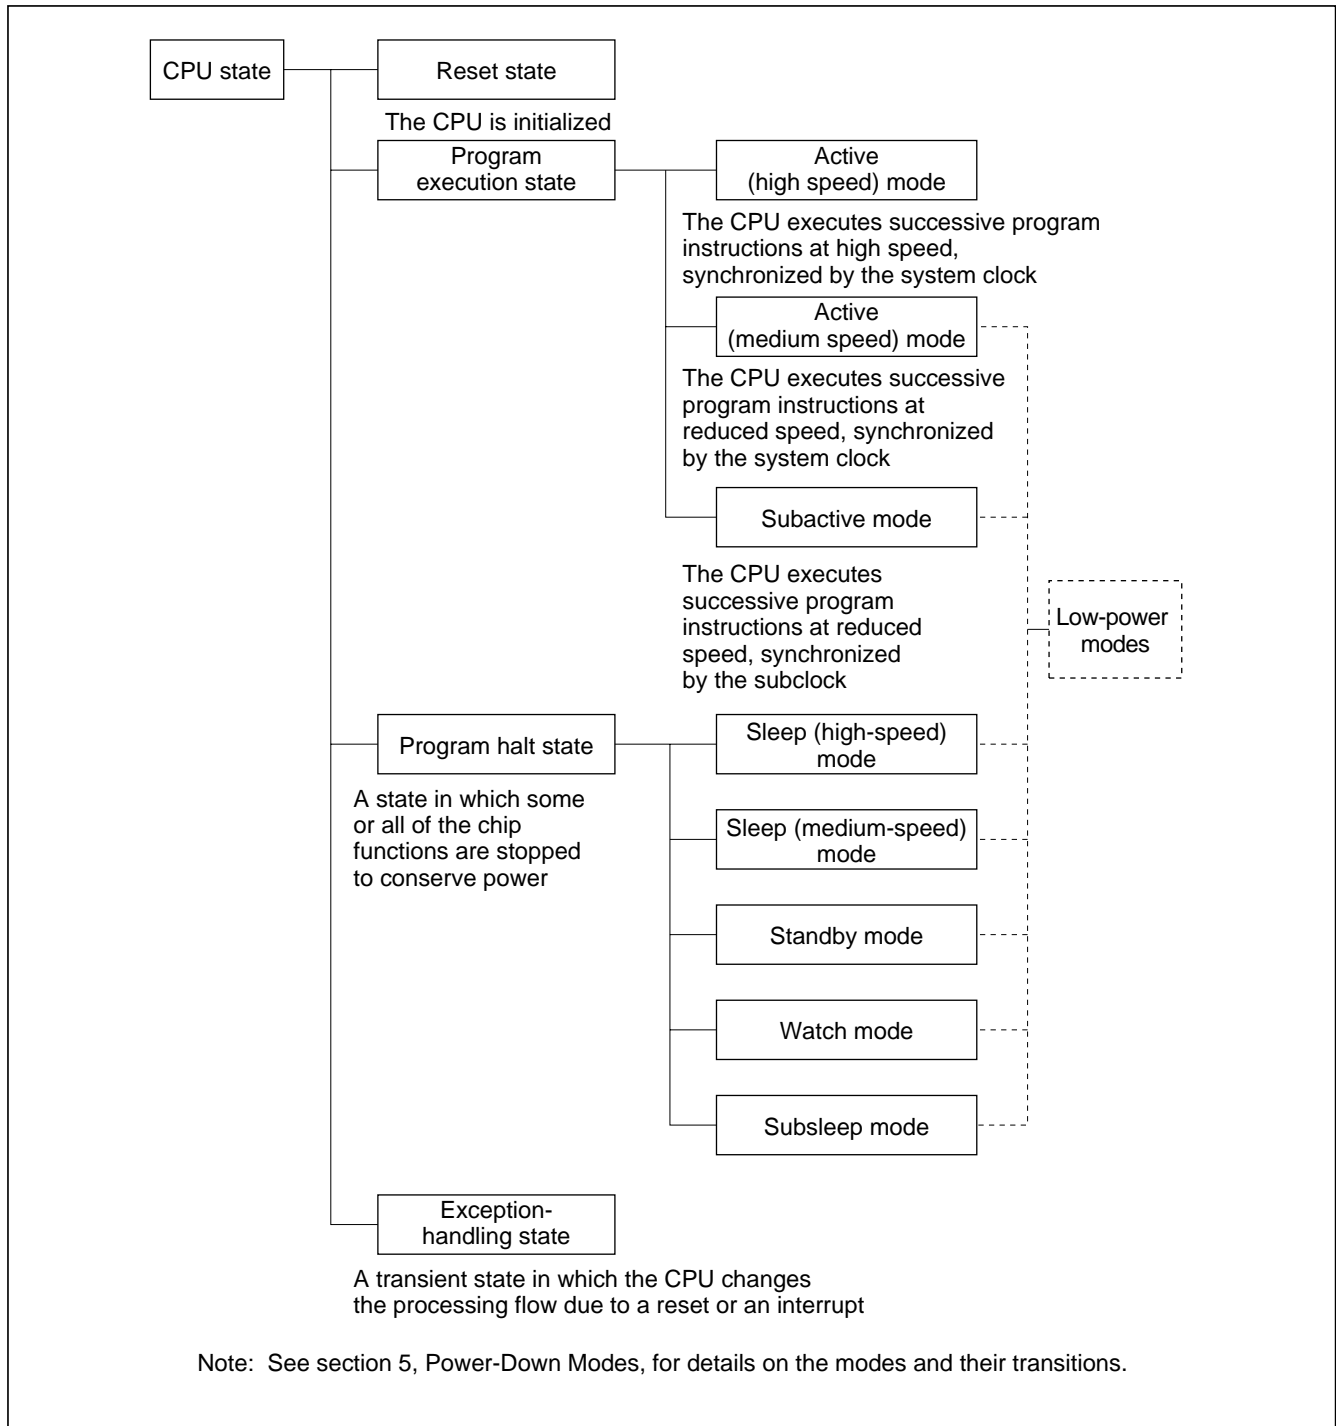 CPU state
Reset state
The CPU is initialized
Program
execution state
Active
(high speed) mode
The CPU executes successive program
instructions at high speed,
synchronized by the system clock
Active
(medium speed) mode
The CPU executes successive
program instructions at
reduced speed, synchronized
by the system clock
Subactive mode
The CPU executes
successive program
instructions at reduced
speed, synchronized
by the subclock
Low-power
modes
Program halt state
A state in which some
or all of the chip
functions are stopped
to conserve power
Sleep (high-speed)
mode
Sleep (medium-speed)
mode
Standby mode
Watch mode
Subsleep mode
Exception-
handling state
A transient state in which the CPU changes
the processing flow due to a reset or an interrupt
Note: See section 5, Power-Down Modes, for details on the modes and their transitions.